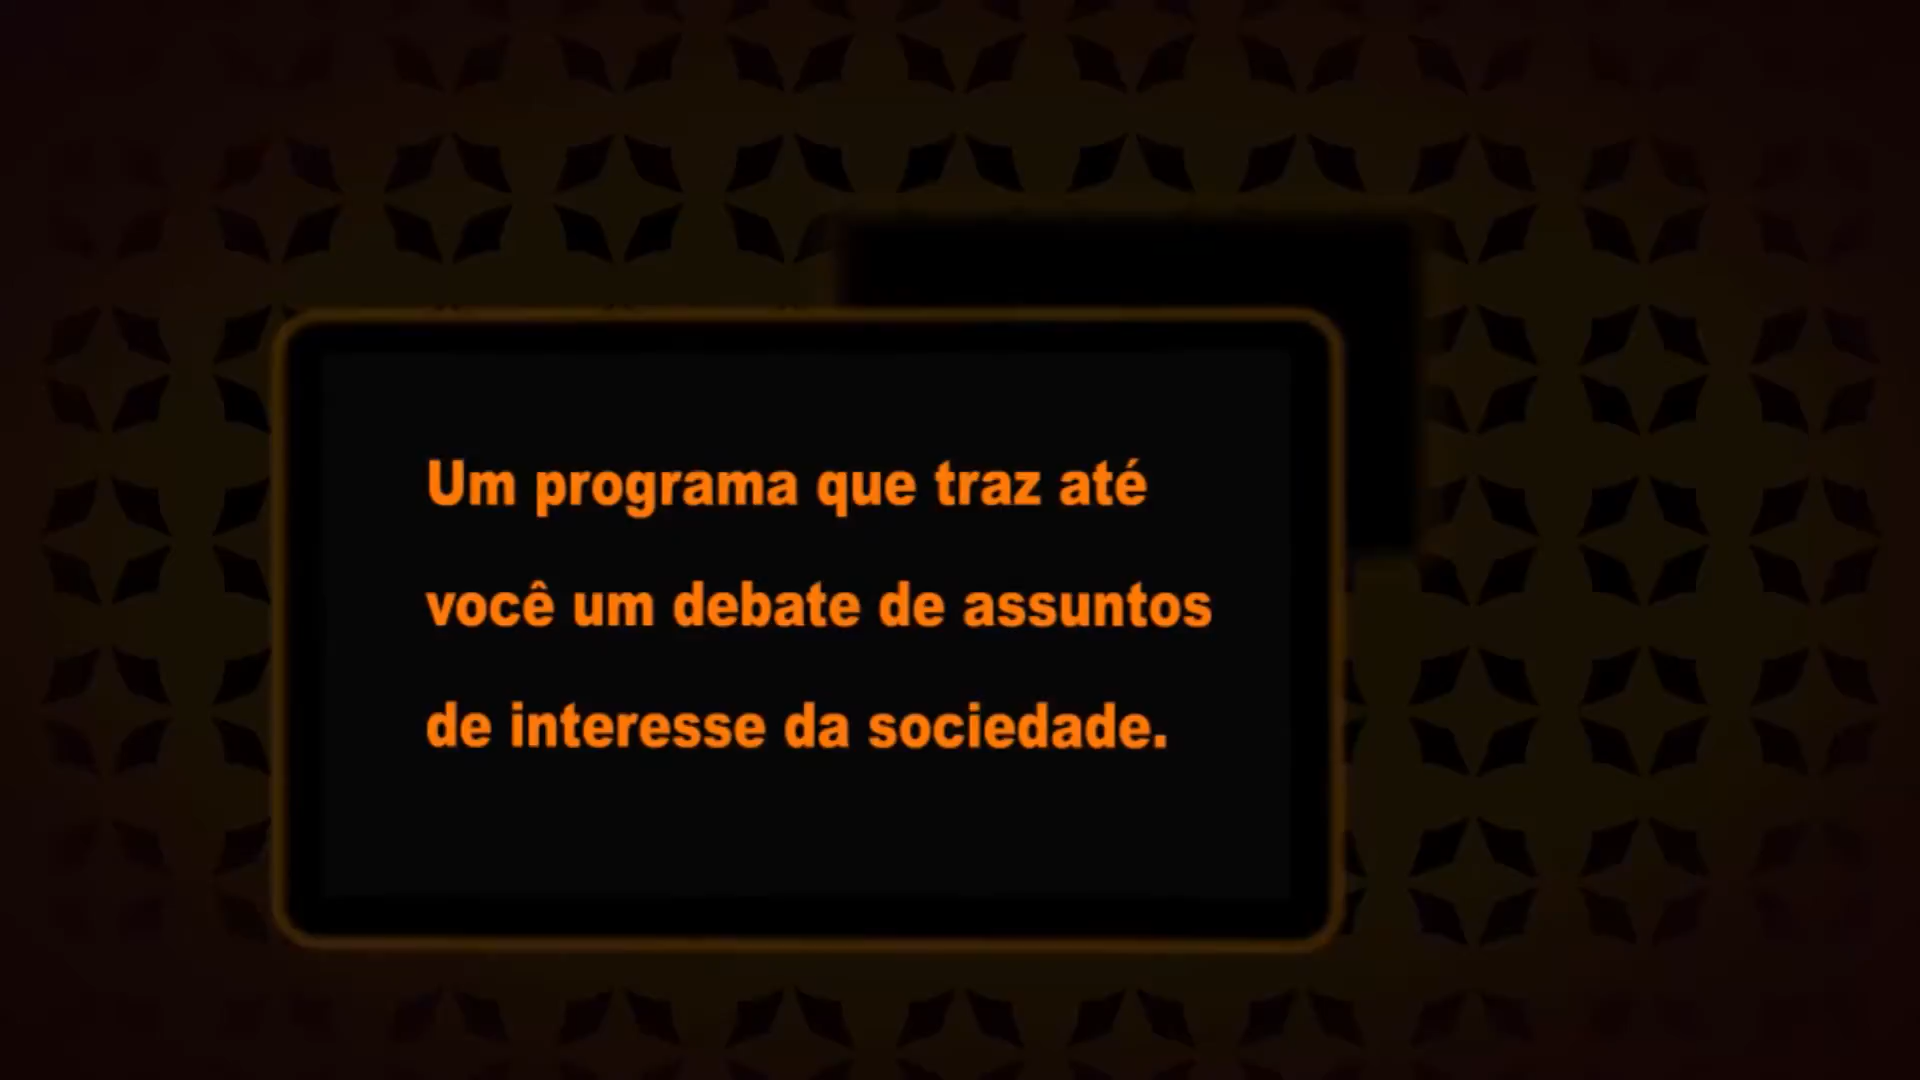 Um programa que traz até
você um debate de assuntos
de interesse da sociedade.